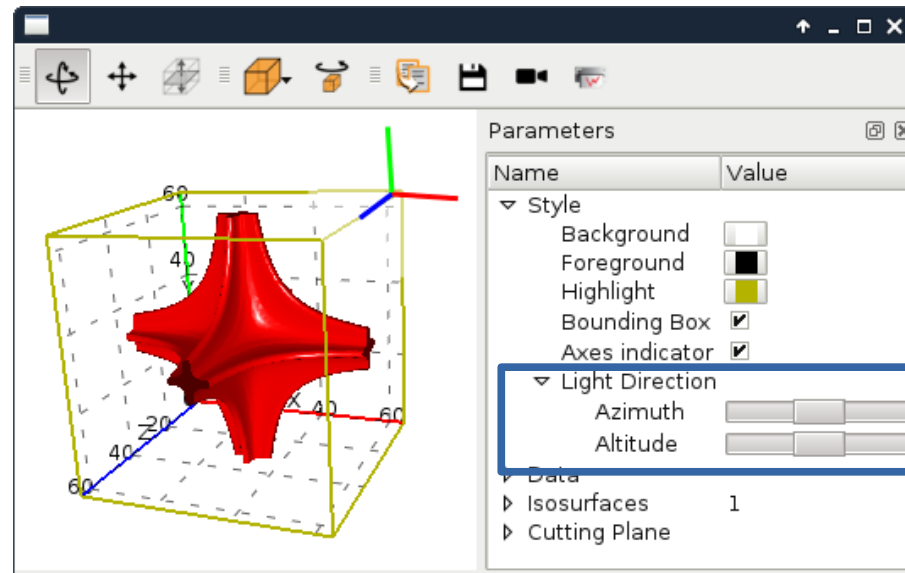 Parameters
Name Value
Style
Background
Foreground
Highlight
Bounding Box
Axes indicator
Light Direction
Azimuth
Altitude
Data
Isosurfaces 1
Cutting Plane
60
40
Y
X 40 60
20
Z
40
60